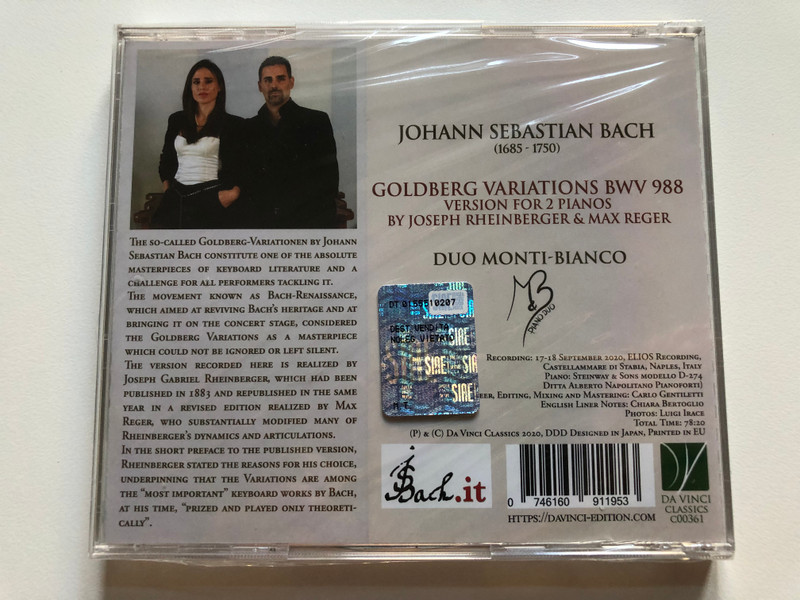 The so-called Goldberg-Variationen by Johann
Sebastian Bach constitute one of the absolute
masterpieces of keyboard literature and a
challenge for all performers tackling it.
The movement known as Bach-Renaissance,
which aimed at reviving Bach's heritage and at
bringing it on the concert stage, considered
the Goldberg Variations as a masterpiece
which could not be ignored or left silent.
The version recorded here is realized by
Joseph Gabriel Rheinberger, which had been
published in 1883 and republished in the same
year in a revised edition realized by Max
Reger, who substantially modified many of
Rheinberger's dynamics and articulations.
In the short preface to the published version,
Rheinberger stated the reasons for his choice,
underpinning that the Variations are among
the "most important" keyboard works by Bach,
at his time, "prized and played only theoreti-
cally".
JOHANN SEBASTIAN BACH
(1685 - 1750)
GOLDBERG VARIATIONS BWV 988
VERSION FOR 2 PIANOS
BY JOSEPH RHEINBERGER & MAX REGER
DUO MONTI-BIANCO
M&B
PIANO DUO
DEST.VENDITA
NOLEG.VIETATO
SIAE
SIAE
SIAE
Recording: 17-18 September 2020, ELIOS Recording,
Castellammare di Stabia, Naples, Italy
Piano: Steinway & Sons modello D-274
Ditta Alberto Napolitano Pianoforti)
Editing, Mixing and Mastering: Carlo Gentiletti
English Liner Notes: Chiara Bertoglio
Photos: Luigi Irace
Total Time: 78:20
(P) & (C) Da Vinci Classics 2020, DDD Designed in Japan, Printed in EU
JSBach.it
0 746160 911953
HTTPS://DAVINCI-EDITION.COM
DA VINCI
CLASSICS
C00361